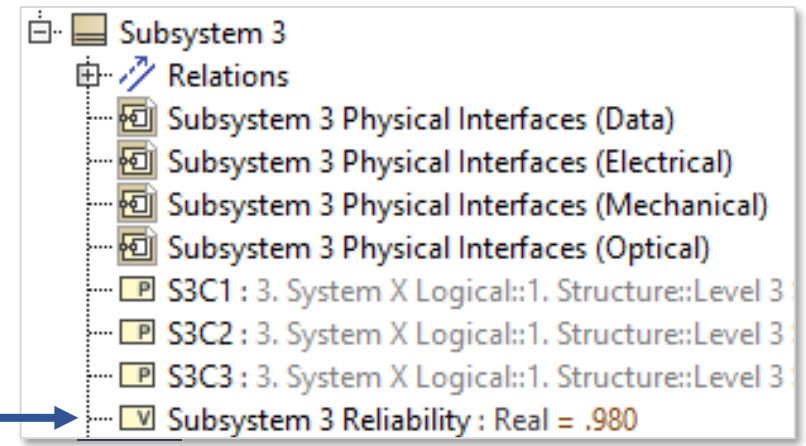 Subsystem 3
Relations
Subsystem 3 Physical Interfaces (Data)
Subsystem 3 Physical Interfaces (Electrical)
Subsystem 3 Physical Interfaces (Mechanical)
Subsystem 3 Physical Interfaces (Optical)
P S3C1 : 3. System X Logical::1. Structure::Level 3
P S3C2 : 3. System X Logical::1. Structure::Level 3
P S3C3 : 3. System X Logical::1. Structure::Level 3
V Subsystem 3 Reliability : Real = .980